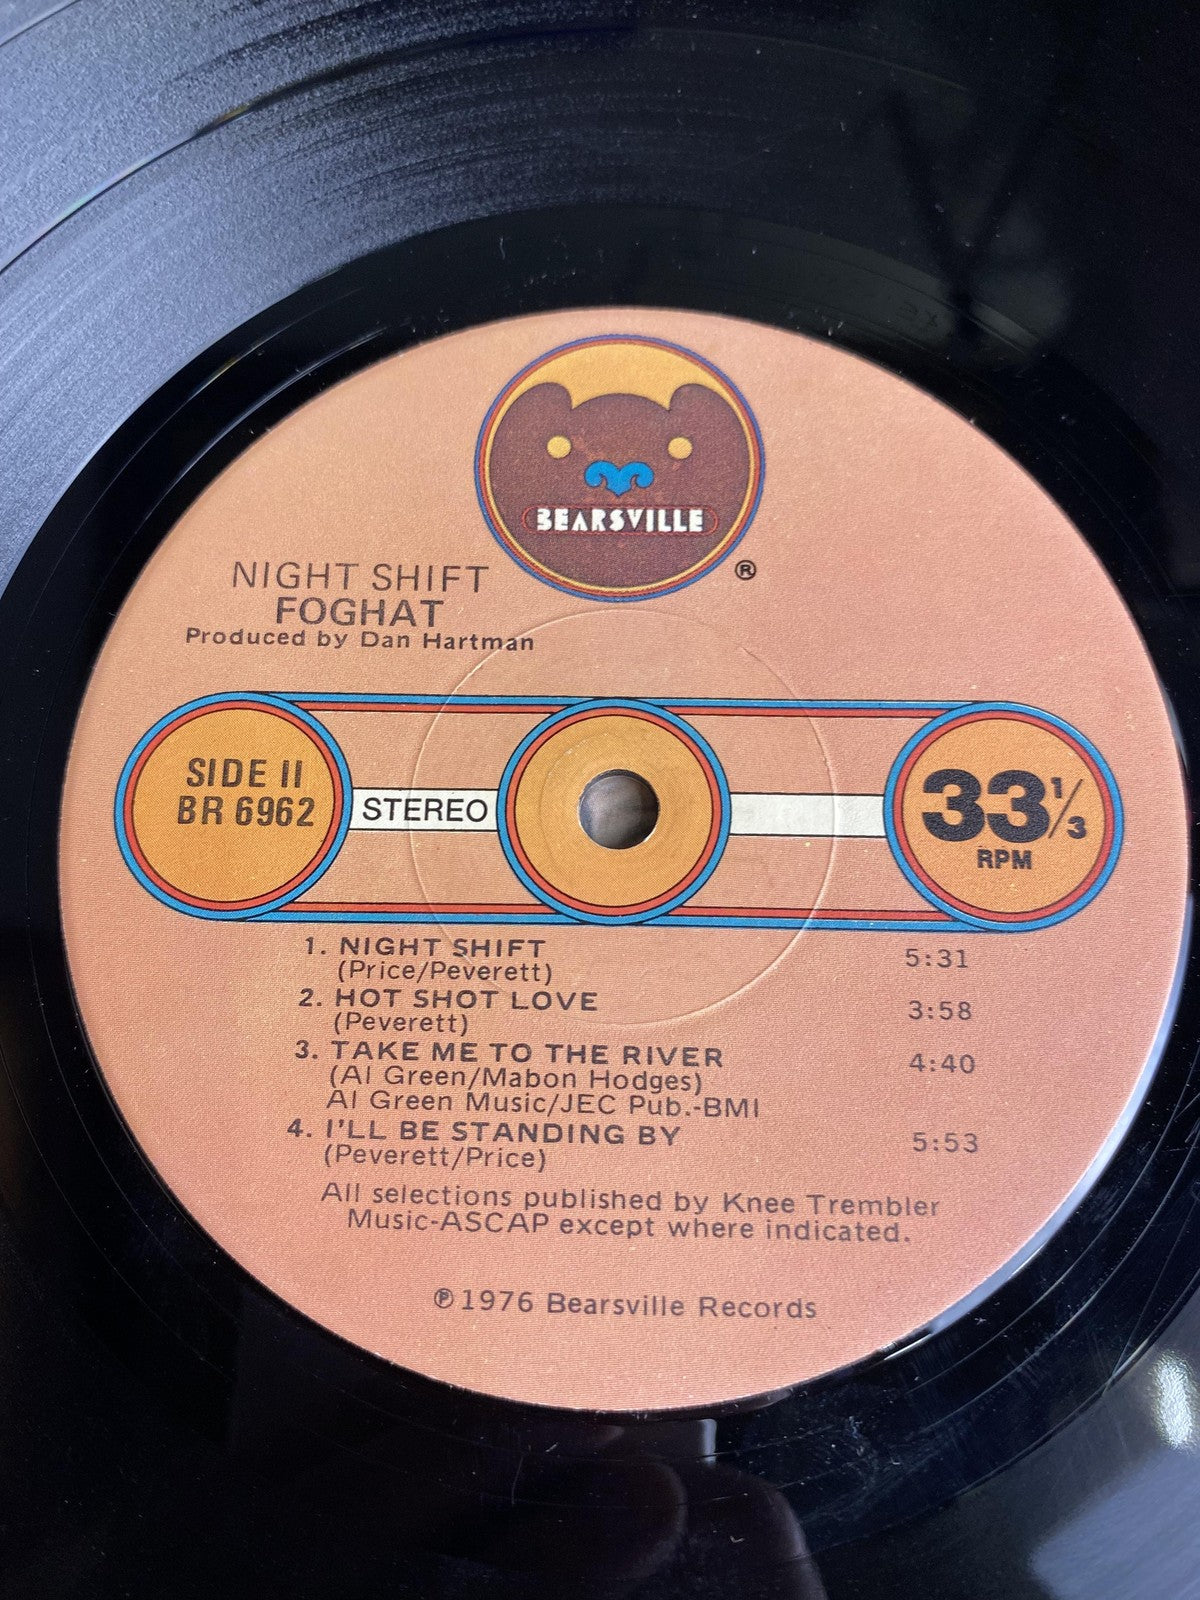 BEARSVILLE
®
NIGHT SHIFT
FOGHAT
Produced by Dan Hartman
SIDE II
BR 6962
STEREO
33 1/3
RPM
1. NIGHT SHIFT 5:31
(Price/Peverett)
2. HOT SHOT LOVE 3:58
(Peverett)
3. TAKE ME TO THE RIVER 4:40
(Al Green/Mabon Hodges)
Al Green Music/JEC Pub.-BMI
4. I'LL BE STANDING BY 5:53
(Peverett/Price)
All selections published by Knee Trembler
Music-ASCAP except where indicated.
℗ 1976 Bearsville Records